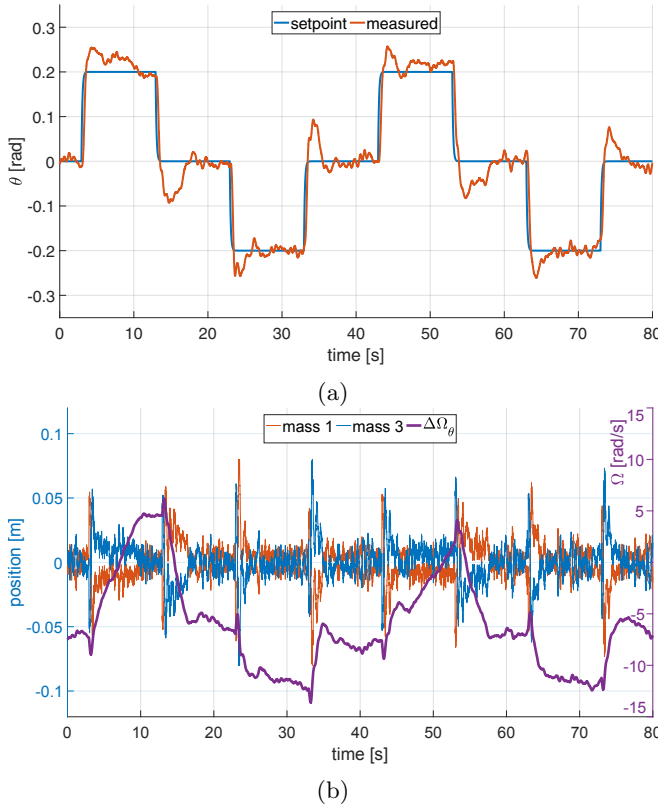 setpoint measured
0.3
0.2
0.1
0
-0.1
-0.2
-0.3
θ [rad]
0 10 20 30 40 50 60 70 80
time [s]
(a)
mass 1 mass 3 ΔΩθ
0.1
0.05
0
-0.05
-0.1
position [m]
15
10
5
0
-5
-10
-15
Ω [rad/s]
0 10 20 30 40 50 60 70 80
time [s]
(b)